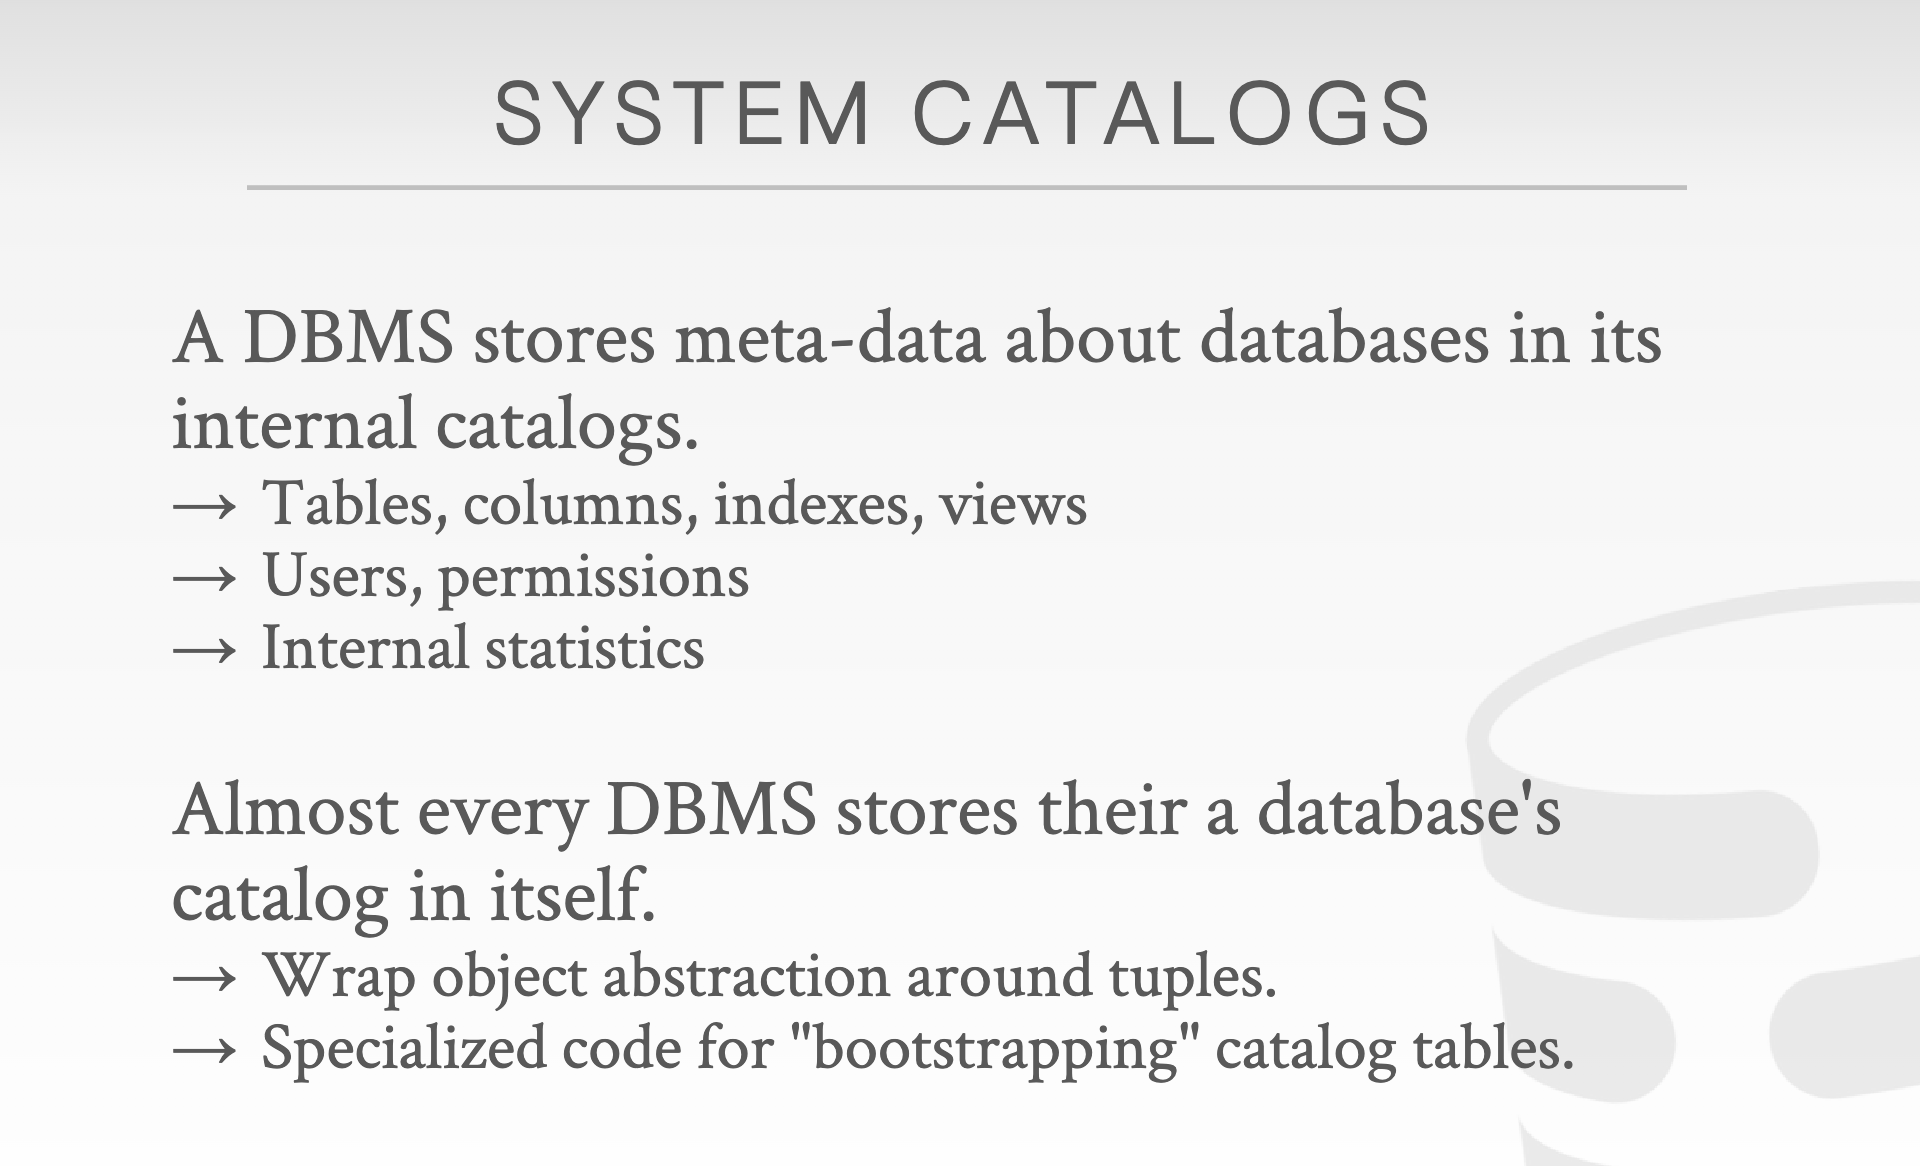 SYSTEM CATALOGS
A DBMS stores meta-data about databases in its
internal catalogs.
→ Tables, columns, indexes, views
→ Users, permissions
→ Internal statistics
Almost every DBMS stores their a database's
catalog in itself.
→ Wrap object abstraction around tuples.
→ Specialized code for "bootstrapping" catalog tables.